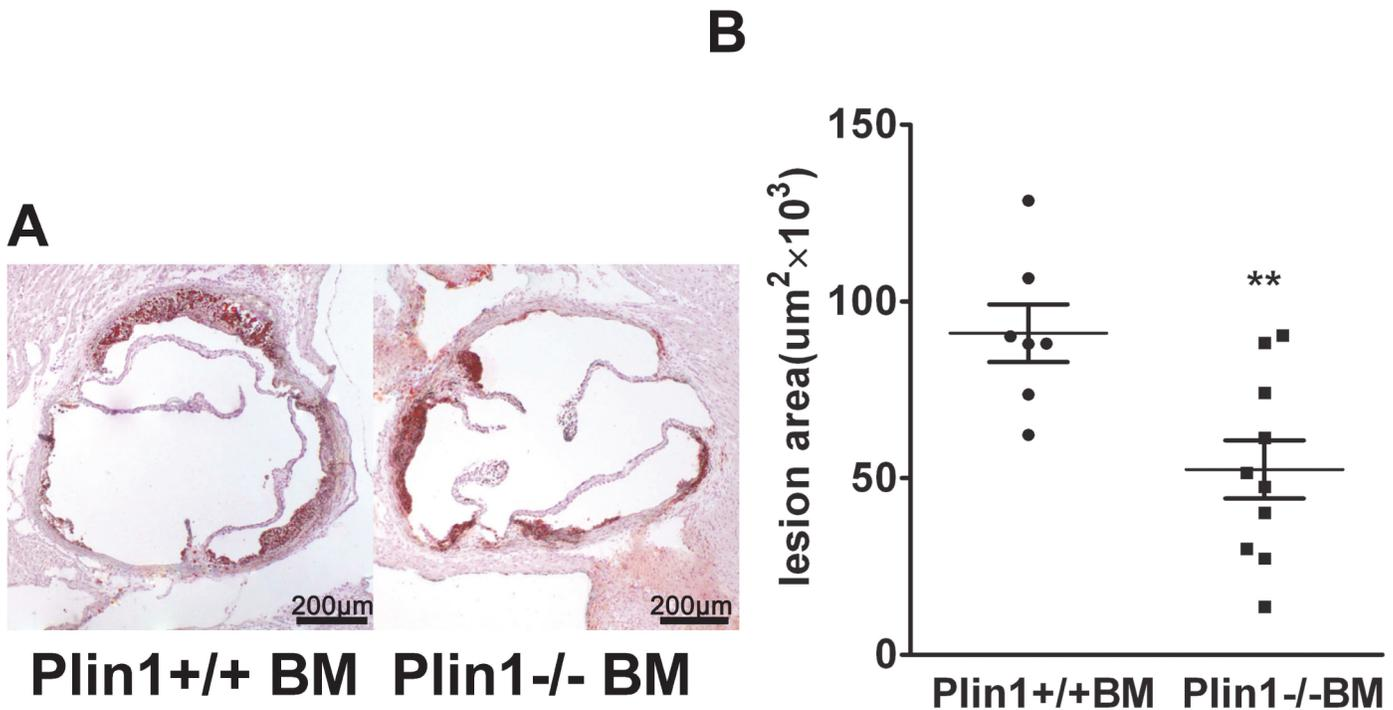 A
200µm
200µm
Plin1+/+ BM
Plin1-/- BM
B
lesion area(um²×10³)
150
100
50
0
**
Plin1+/+BM
Plin1-/-BM